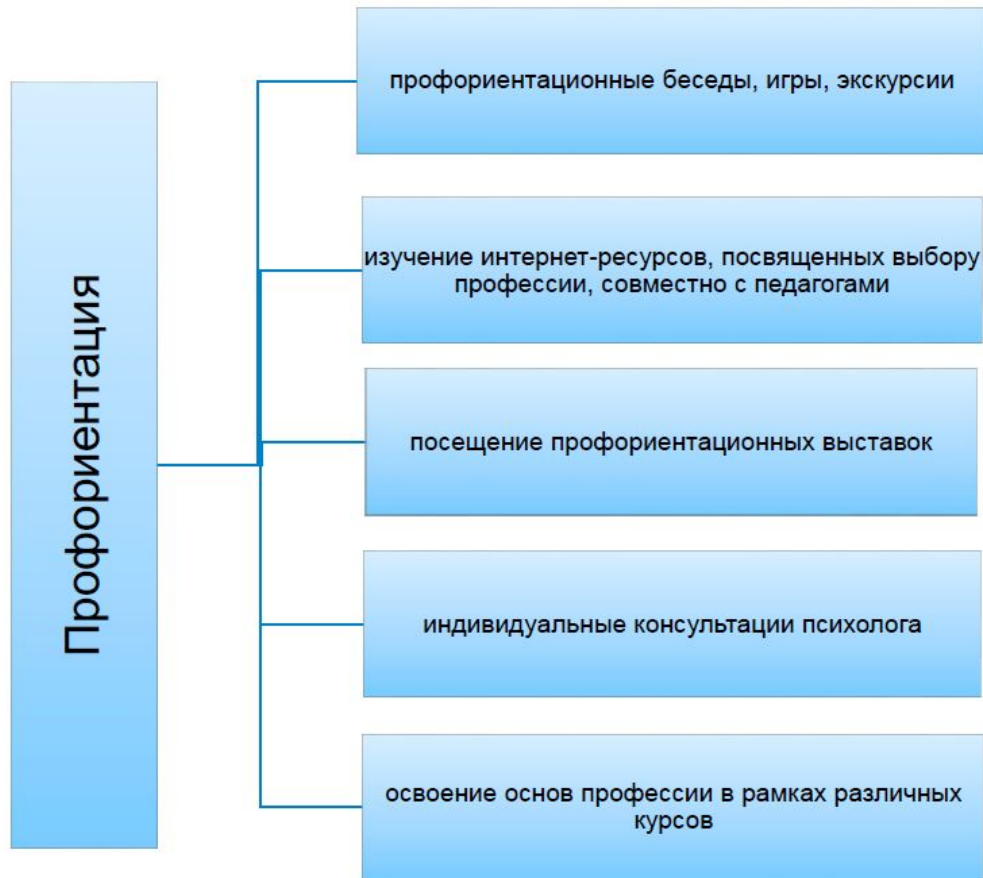 Профориентация
профориентационные беседы, игры, экскурсии
изучение интернет-ресурсов, посвященных выбору
профессии, совместно с педагогами
посещение профориентационных выставок
индивидуальные консультации психолога
освоение основ профессии в рамках различных
курсов